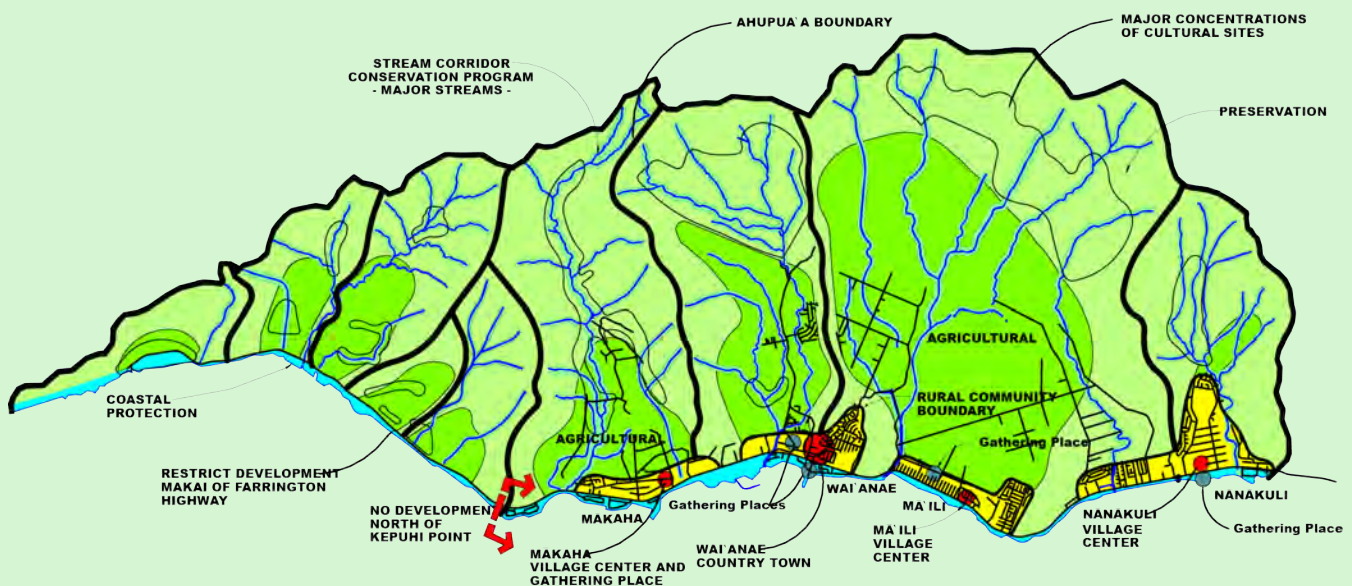 AHUPUA`A BOUNDARY
MAJOR CONCENTRATIONS
OF CULTURAL SITES
STREAM CORRIDOR
CONSERVATION PROGRAM
- MAJOR STREAMS -
PRESERVATION
AGRICULTURAL
COASTAL
PROTECTION
RURAL COMMUNITY
BOUNDARY
AGRICULTURAL
Gathering Place
RESTRICT DEVELOPMENT
MAKAI OF FARRINGTON
HIGHWAY
NO DEVELOPMENT
NORTH OF
KEPUHI POINT
MAKAHA
Gathering Places
WAI`ANAE
MA`ILI
NANAKULI
MAKAHA
VILLAGE CENTER AND
GATHERING PLACE
WAI`ANAE
COUNTRY TOWN
MA`ILI
VILLAGE
CENTER
NANAKULI
VILLAGE
CENTER
Gathering Place